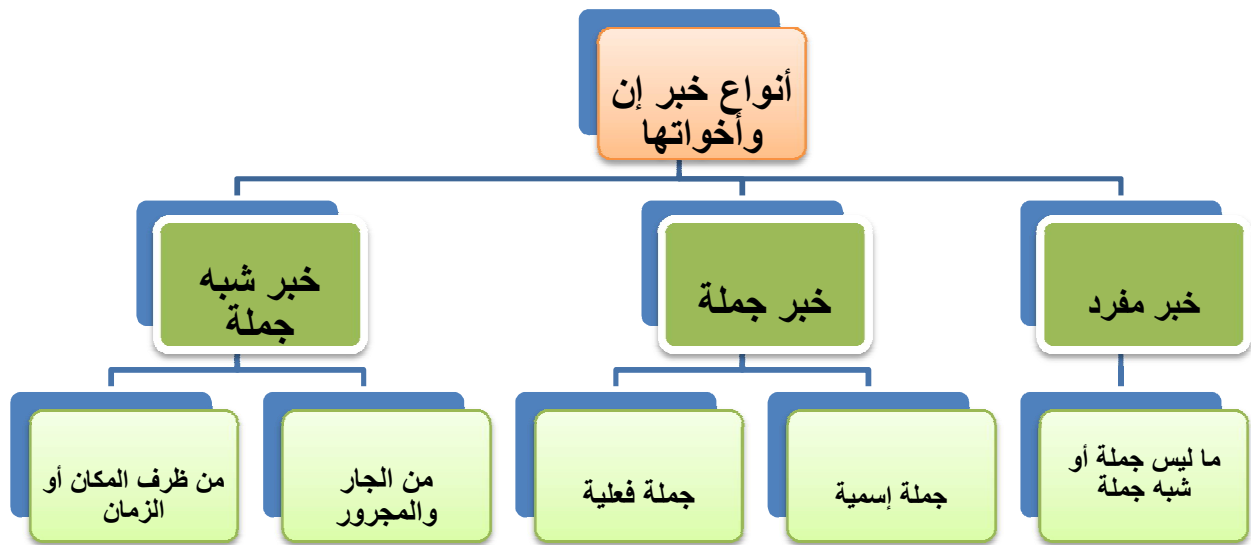 أنواع خبر إن
وأخواتها
خبر مفرد
خبر جملة
خبر شبه
جملة
ما ليس جملة أو
شبه جملة
جملة إسمية
جملة فعلية
من الجار
والمجرور
من ظرف المكان أو
الزمان